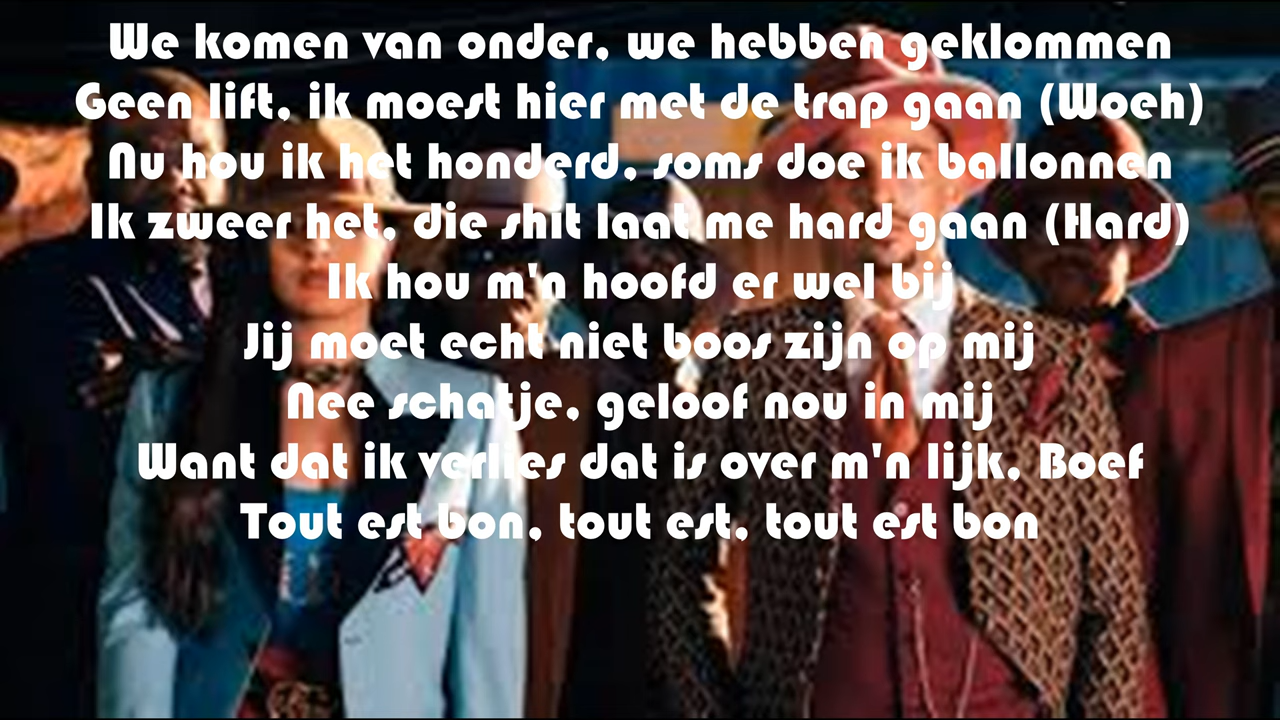 We komen van onder, we hebben geklommen
Geen lift, ik moest hier met de trap gaan (Woeh)
Nu hou ik het honderd, soms doe ik ballonnen
Ik zweer het, die shit laat me hard gaan (Hard)
Ik hou m'n hoofd er wel bij
Jij moet echt niet boos zijn op mij
Nee schatje, geloof nou in mij
Want dat ik verlies dat is over m'n lijk, Boef
Tout est bon, tout est, tout est bon